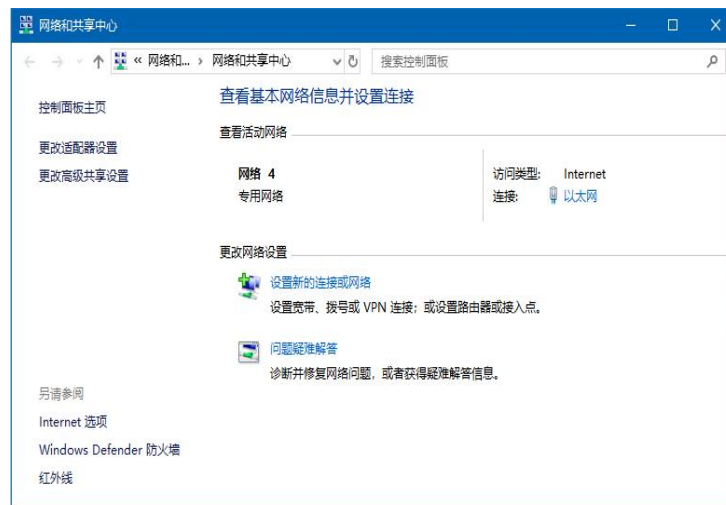 网络和共享中心
« 网络和... › 网络和共享中心
搜索控制面板
控制面板主页
更改适配器设置
更改高级共享设置
查看基本网络信息并设置连接
查看活动网络
网络 4
专用网络
访问类型: Internet
连接: 以太网
更改网络设置
设置新的连接或网络
设置宽带、拨号或 VPN 连接；或设置路由器或接入点。
问题疑难解答
诊断并修复网络问题，或者获得疑难解答信息。
另请参阅
Internet 选项
Windows Defender 防火墙
红外线